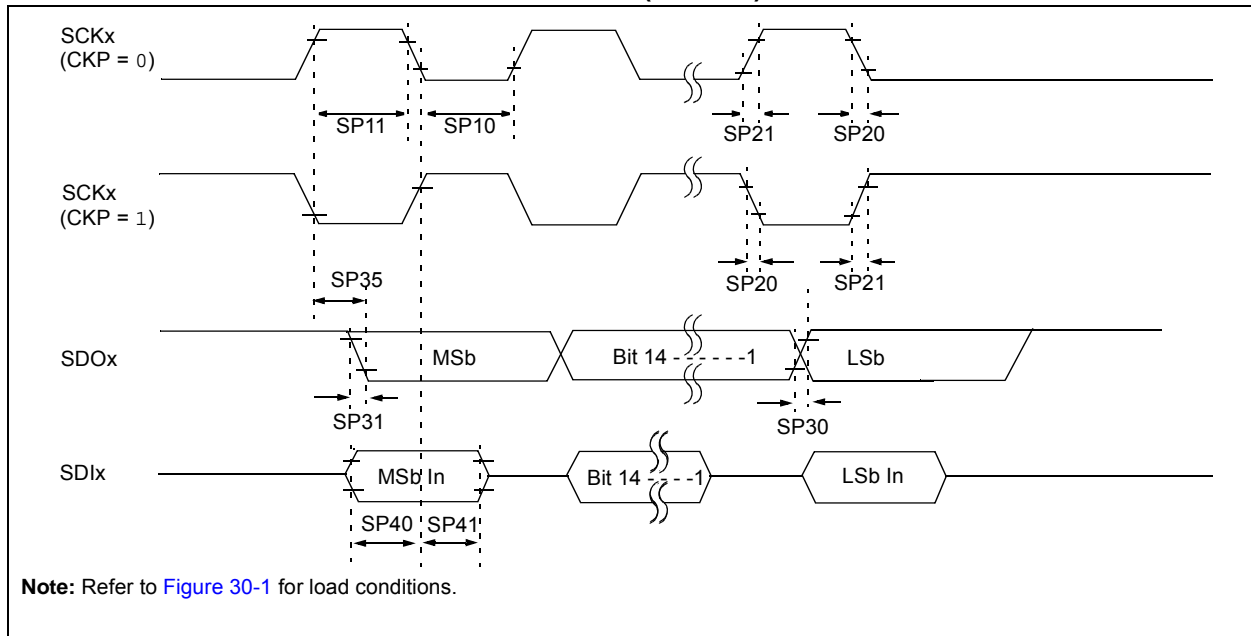 SCKx
(CKP = 0)
SP11
SP10
SP21
SP20
SCKx
(CKP = 1)
SP35
SP20
SP21
SDOx
MSb
Bit 14 - - - - - -1
LSb
SP31
SP30
SDIx
MSb In
Bit 14 - - - - -1
LSb In
SP40
SP41
Note: Refer to Figure 30-1 for load conditions.